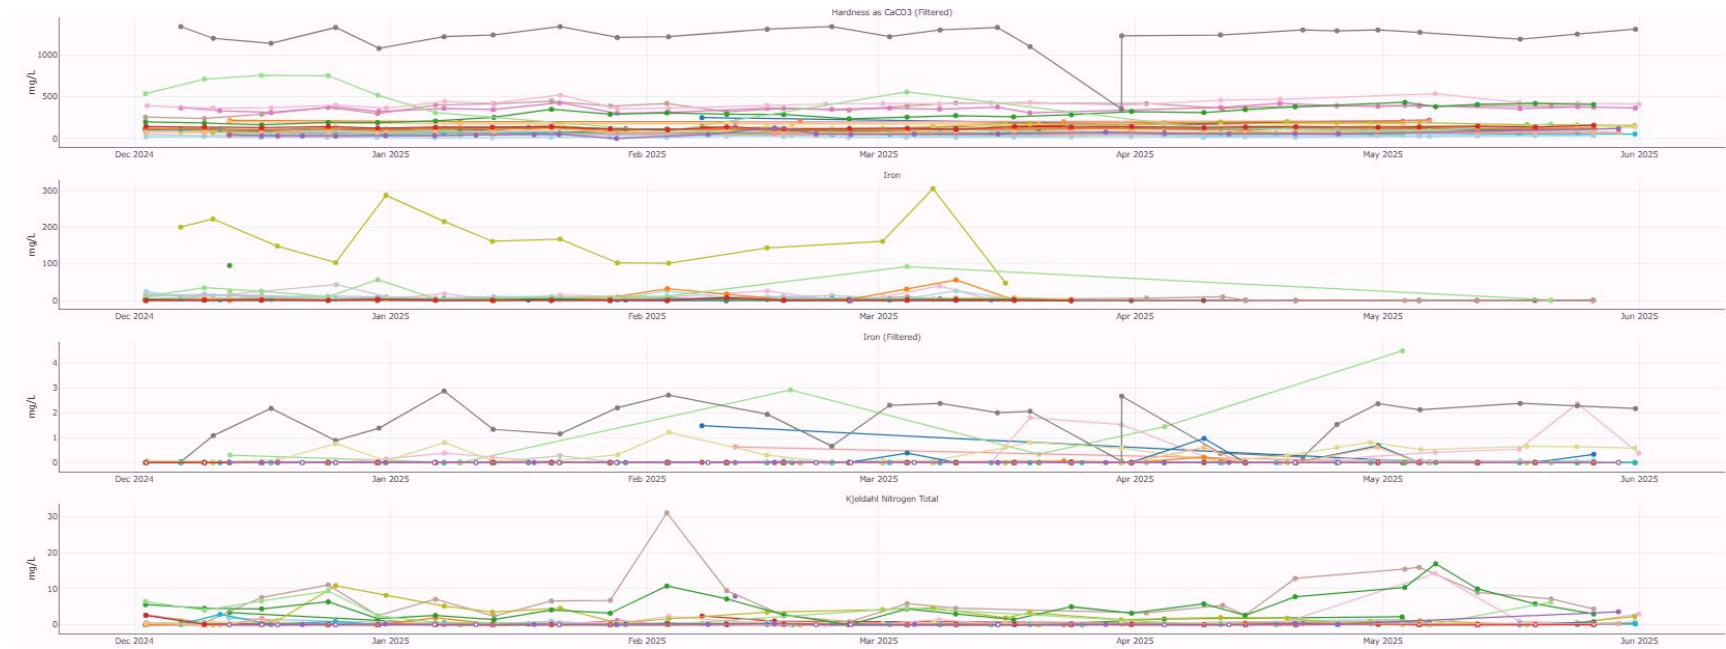 Hardness as CaCO3 (Filtered)
mg/L
1000
500
0
Dec 2024 Jan 2025 Feb 2025 Mar 2025 Apr 2025 May 2025 Jun 2025
Iron
mg/L
300
200
100
0
Dec 2024 Jan 2025 Feb 2025 Mar 2025 Apr 2025 May 2025 Jun 2025
Iron (Filtered)
mg/L
4
3
2
1
0
Dec 2024 Jan 2025 Feb 2025 Mar 2025 Apr 2025 May 2025 Jun 2025
Kjeldahl Nitrogen Total
mg/L
30
20
10
0
Dec 2024 Jan 2025 Feb 2025 Mar 2025 Apr 2025 May 2025 Jun 2025